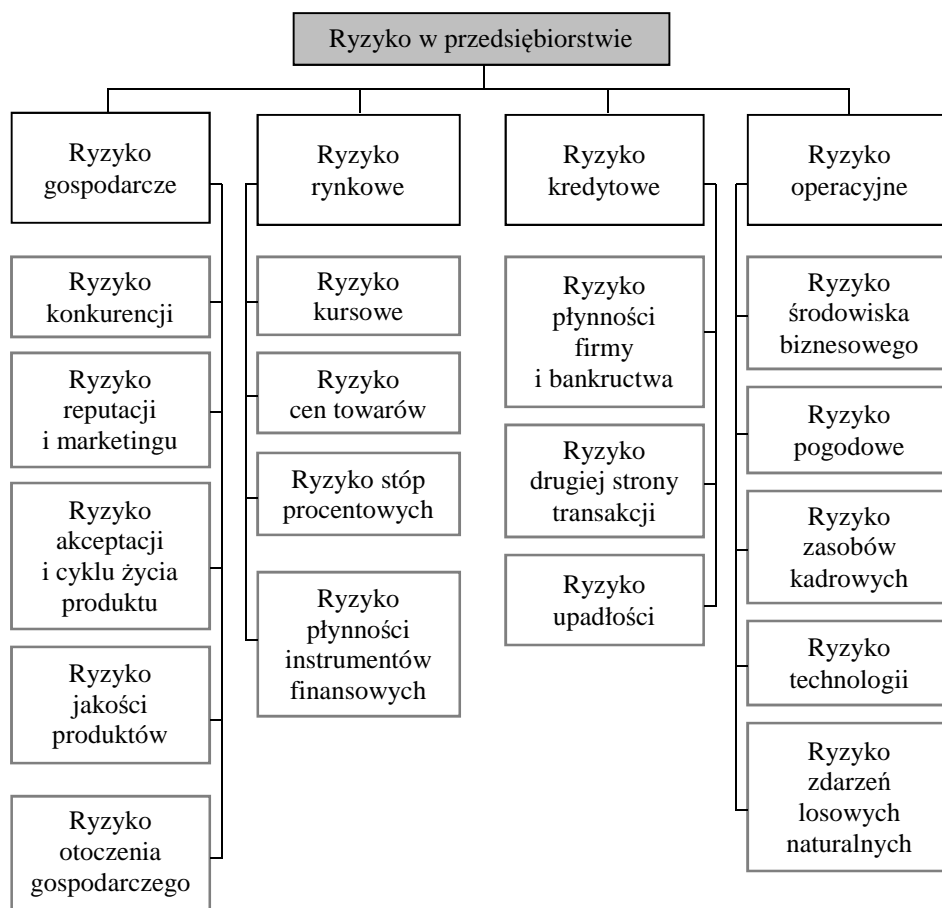 Ryzyko w przedsiębiorstwie
Ryzyko
gospodarcze
Ryzyko
konkurencji
Ryzyko
reputacji
i marketingu
Ryzyko
akceptacji
i cyklu życia
produktu
Ryzyko
jakości
produktów
Ryzyko
otoczenia
gospodarczego
Ryzyko
rynkowe
Ryzyko
kursowe
Ryzyko
cen towarów
Ryzyko stóp
procentowych
Ryzyko
płynności
instrumentów
finansowych
Ryzyko
kredytowe
Ryzyko
płynności
firmy
i bankructwa
Ryzyko
drugiej strony
transakcji
Ryzyko
upadłości
Ryzyko
operacyjne
Ryzyko
środowiska
biznesowego
Ryzyko
pogodowe
Ryzyko
zasobów
kadrowych
Ryzyko
technologii
Ryzyko
zdarzeń
losowych
naturalnych